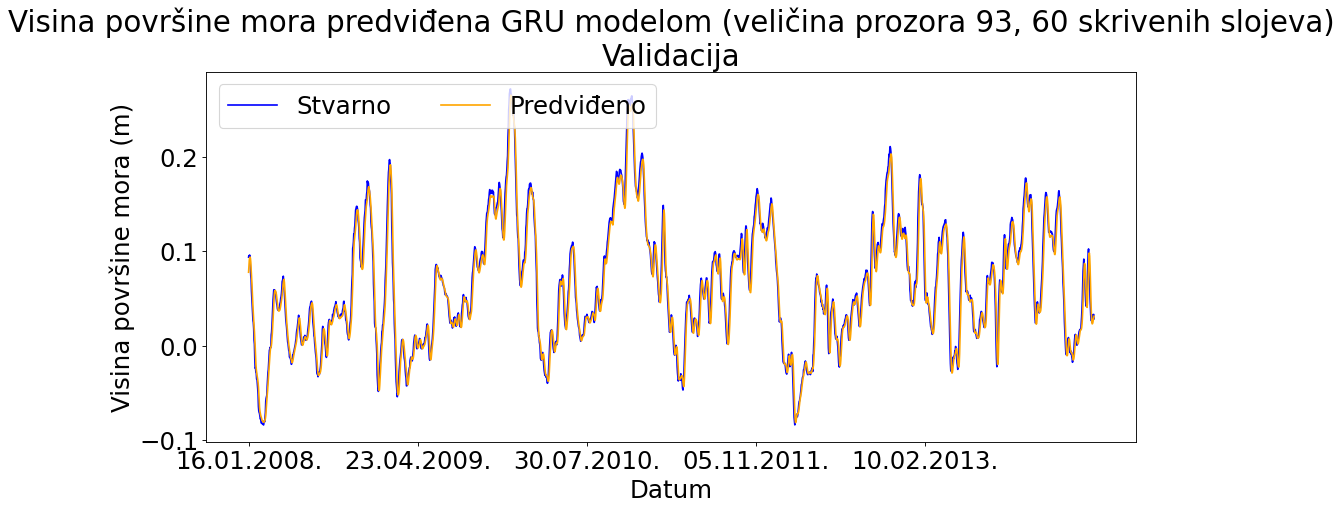 Visina površine mora predviđena GRU modelom (veličina prozora 93, 60 skrivenih slojeva)
Validacija
Stvarno Predviđeno
Visina površine mora (m)
0.2
0.1
0.0
−0.1
16.01.2008. 23.04.2009. 30.07.2010. 05.11.2011. 10.02.2013.
Datum